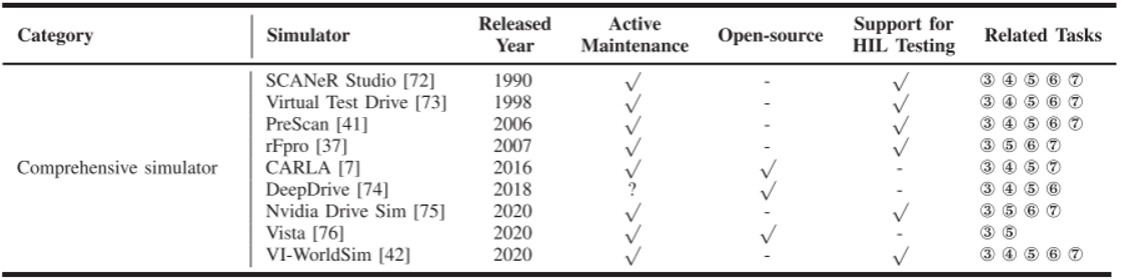 Category Simulator Released Year Active Maintenance Open-source Support for HIL Testing Related Tasks
SCANeR Studio [72] 1990 √ - √ ③ ④ ⑤ ⑥ ⑦
Virtual Test Drive [73] 1998 √ - √ ③ ④ ⑤ ⑥ ⑦
PreScan [41] 2006 √ - √ ③ ④ ⑤ ⑥ ⑦
rFpro [37] 2007 √ - √ ③ ⑤ ⑥ ⑦
Comprehensive simulator CARLA [7] 2016 √ √ - ③ ④ ⑤ ⑦
DeepDrive [74] 2018 ? √ - ③ ④ ⑤ ⑥
Nvidia Drive Sim [75] 2020 √ - √ ③ ⑤ ⑥ ⑦
Vista [76] 2020 √ √ - ③ ⑤
VI-WorldSim [42] 2020 √ - √ ③ ④ ⑤ ⑥ ⑦